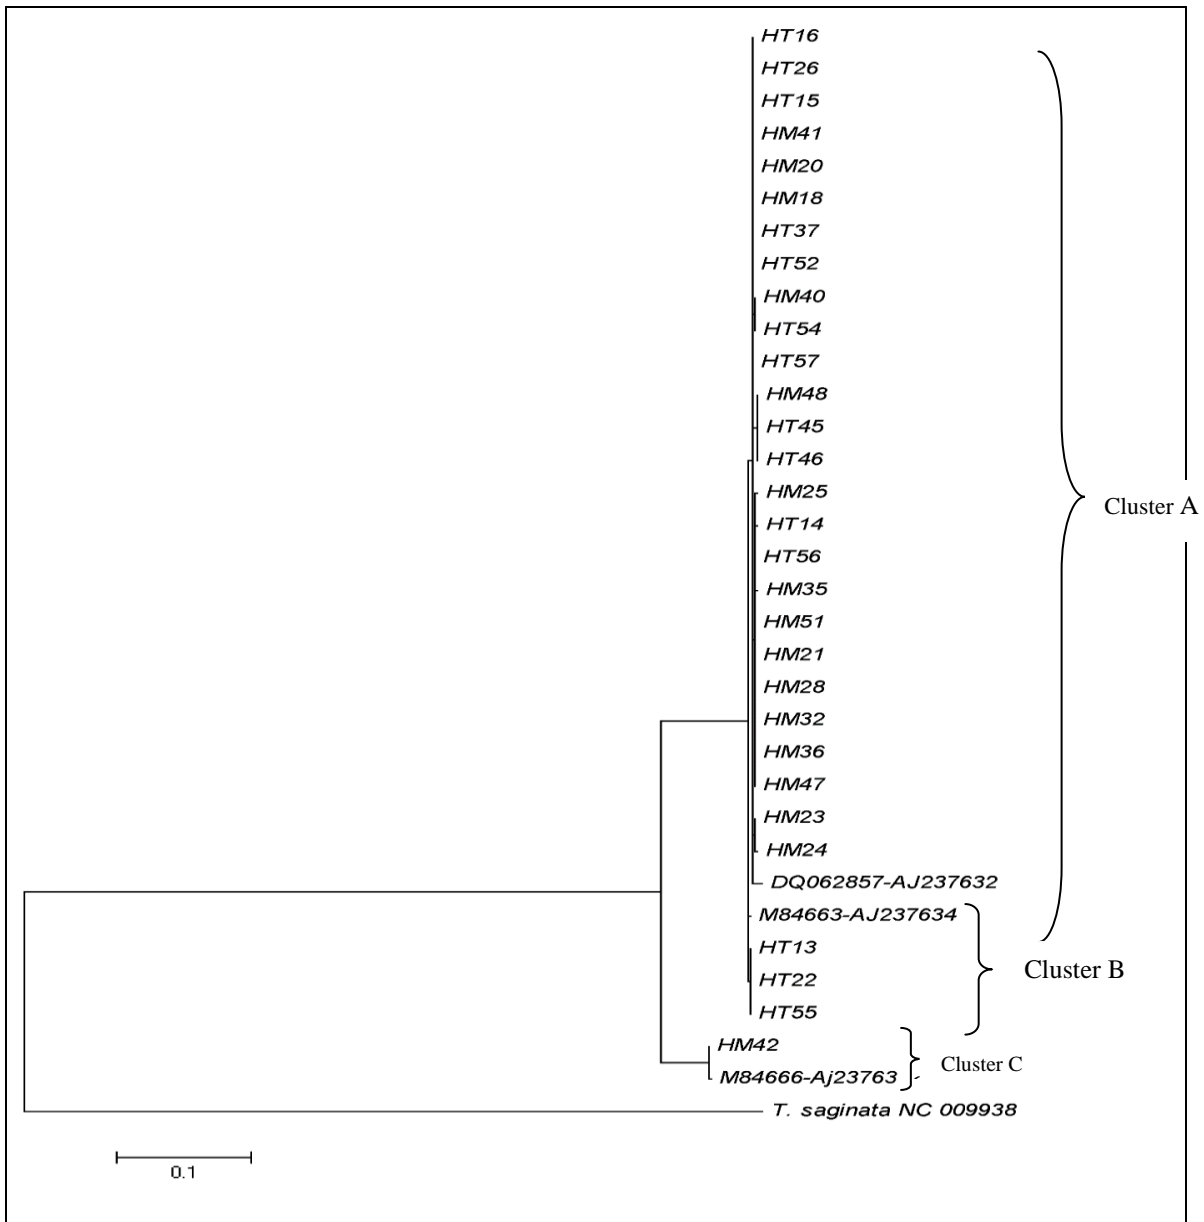 HT16
HT26
HT15
HM41
HM20
HM18
HT37
HT52
HM40
HT54
HT57
HM48
HT45
HT46
HM25
Cluster A
HT14
HT56
HM35
HM51
HM21
HM28
HM32
HM36
HM47
HM23
HM24
DQ062857-AJ237632
M84663-AJ237634
HT13
Cluster B
HT22
HT55
HM42
Cluster C
M84666-Aj23763
T. saginata NC 009938
0.1